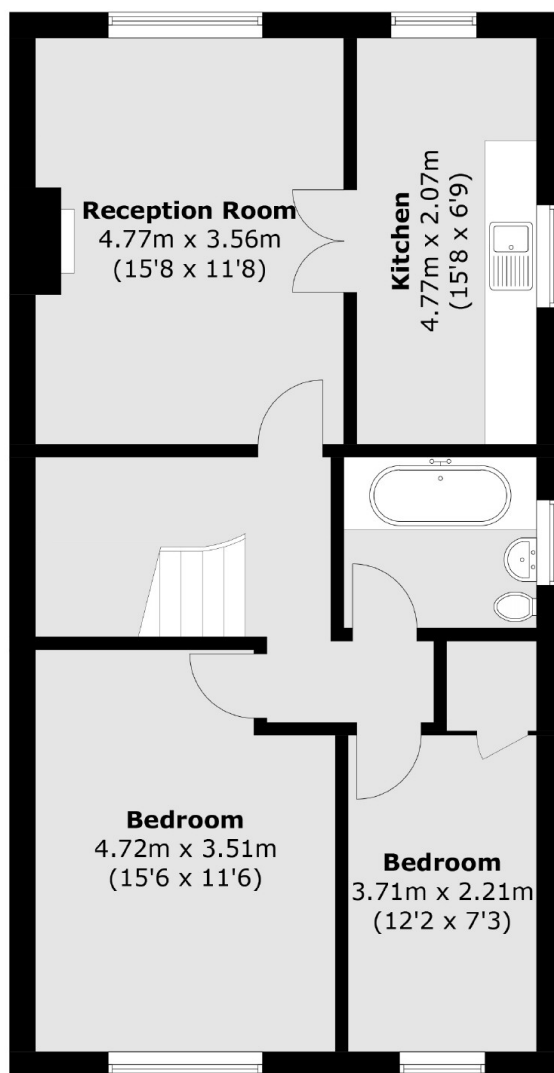 Reception Room
4.77m x 3.56m
(15'8 x 11'8)
Kitchen
4.77m x 2.07m
(15'8 x 6'9)
Bedroom
4.72m x 3.51m
(15'6 x 11'6)
Bedroom
3.71m x 2.21m
(12'2 x 7'3)